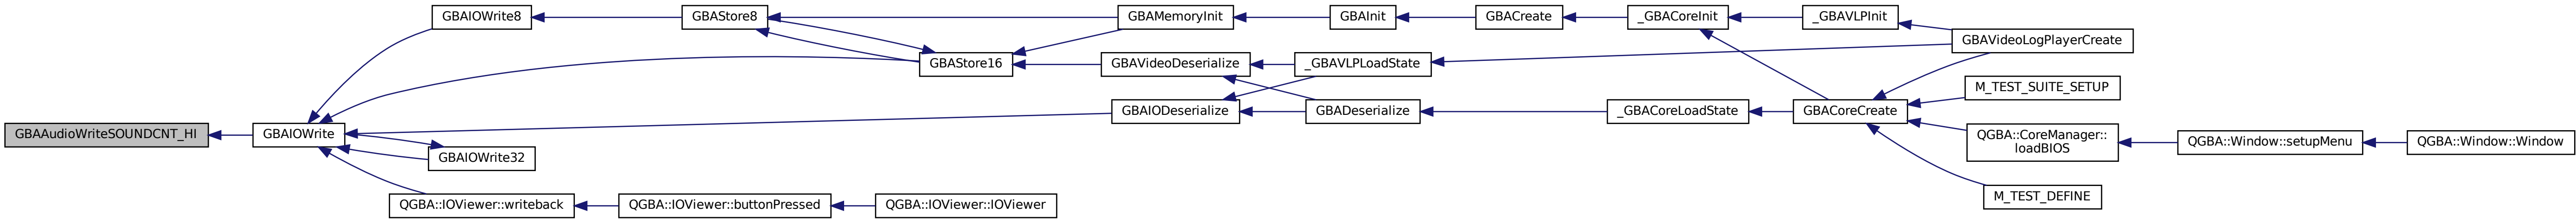 GBAIOWrite8
GBAStore8
GBAMemoryInit
GBAInit
GBACreate
_GBACoreInit
_GBAVLPInit
GBAVideoLogPlayerCreate
GBAStore16
GBAVideoDeserialize
_GBAVLPLoadState
M_TEST_SUITE_SETUP
GBAIODeserialize
GBADeserialize
_GBACoreLoadState
GBACoreCreate
GBAAudioWriteSOUNDCNT_HI
GBAIOWrite
QGBA::CoreManager::
loadBIOS
QGBA::Window::setupMenu
QGBA::Window::Window
GBAIOWrite32
M_TEST_DEFINE
QGBA::IOViewer::writeback
QGBA::IOViewer::buttonPressed
QGBA::IOViewer::IOViewer